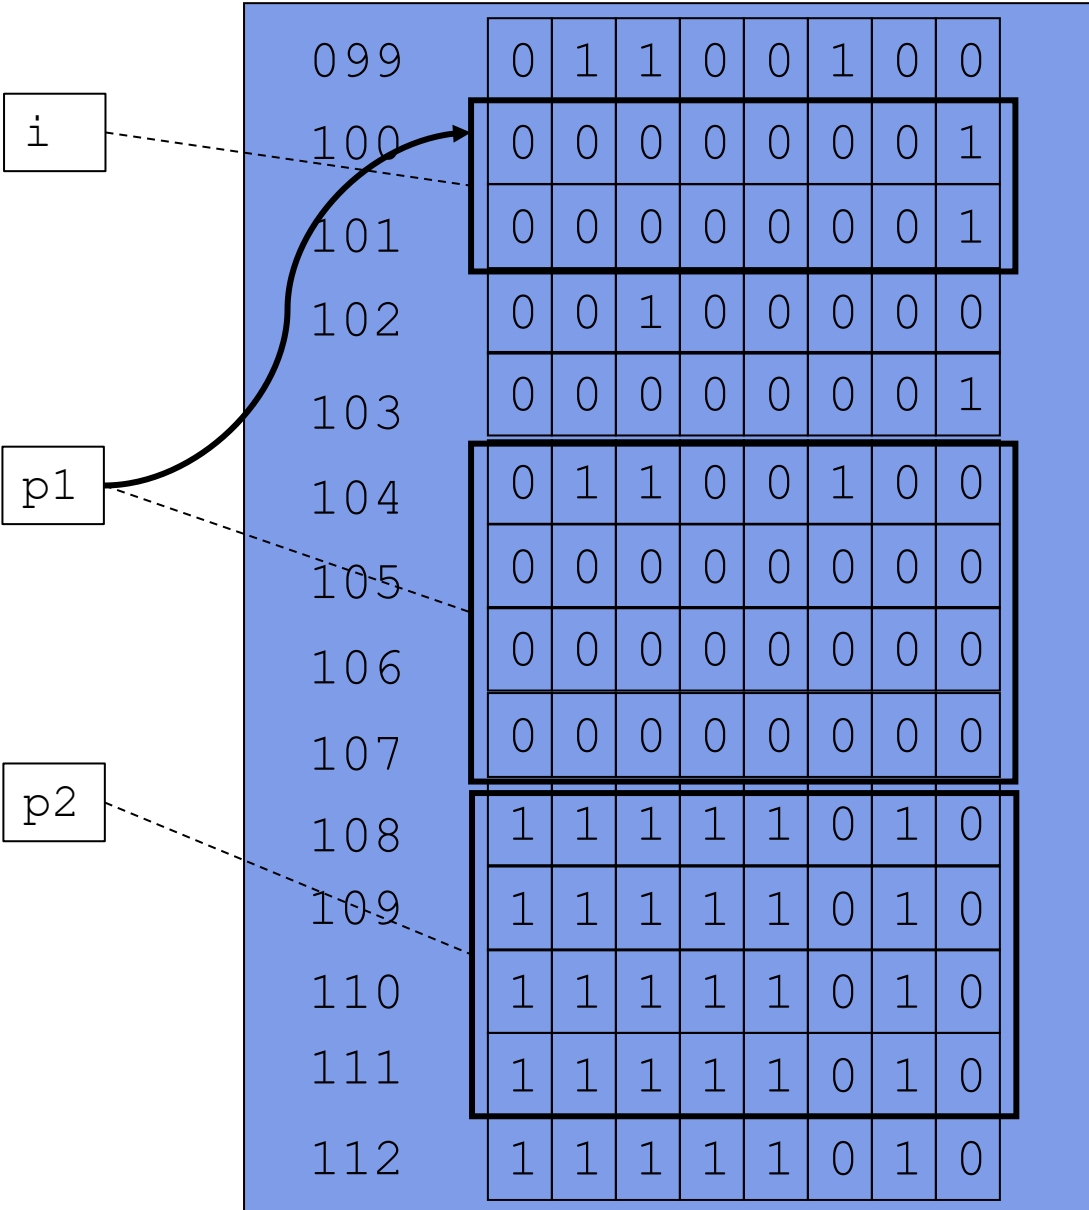 099 0 1 1 0 0 1 0 0
i
100 0 0 0 0 0 0 0 1
101 0 0 0 0 0 0 0 1
102 0 0 1 0 0 0 0 0
103 0 0 0 0 0 0 0 1
p1
104 0 1 1 0 0 1 0 0
105 0 0 0 0 0 0 0 0
106 0 0 0 0 0 0 0 0
107 0 0 0 0 0 0 0 0
p2
108 1 1 1 1 1 0 1 0
109 1 1 1 1 1 0 1 0
110 1 1 1 1 1 0 1 0
111 1 1 1 1 1 0 1 0
112 1 1 1 1 1 0 1 0